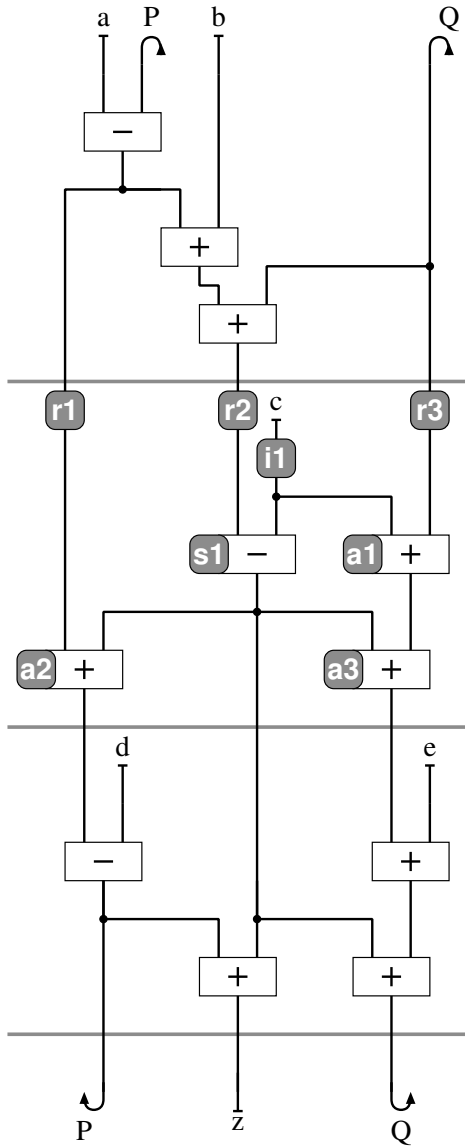 a P b Q
−
+
+
r1 r2 c r3
i1
s1 − a1 +
a2 + a3 +
d e
− +
+ +
P z Q